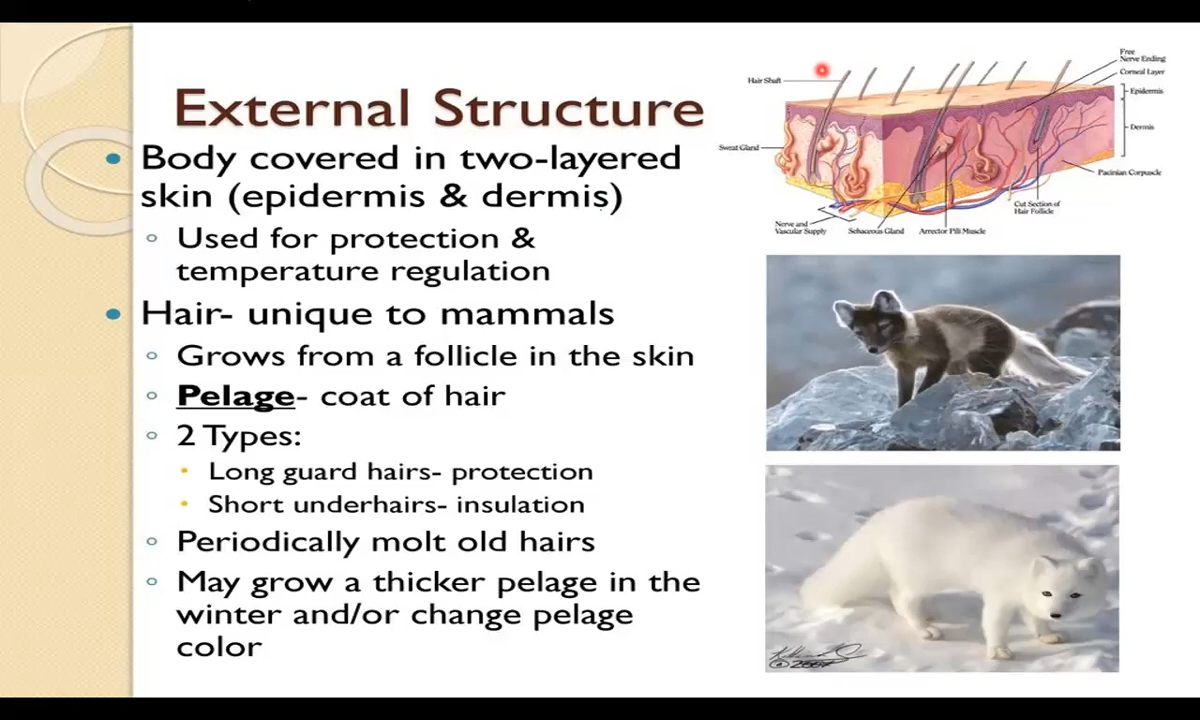 External Structure
Body covered in two-layered
skin (epidermis & dermis)
Used for protection &
temperature regulation
Hair- unique to mammals
Grows from a follicle in the skin
Pelage- coat of hair
2 Types:
Long guard hairs- protection
Short underhairs- insulation
Periodically molt old hairs
May grow a thicker pelage in the
winter and/or change pelage
color
Hair Shaft
Free
Nerve Ending
Corneal Layer
Epidermis
Dermis
Sweat Gland
Pacinian Corpuscle
Cut Section of
Hair Follicle
Nerve and
Vascular Supply
Sebaceous Gland
Arrector Pili Muscle